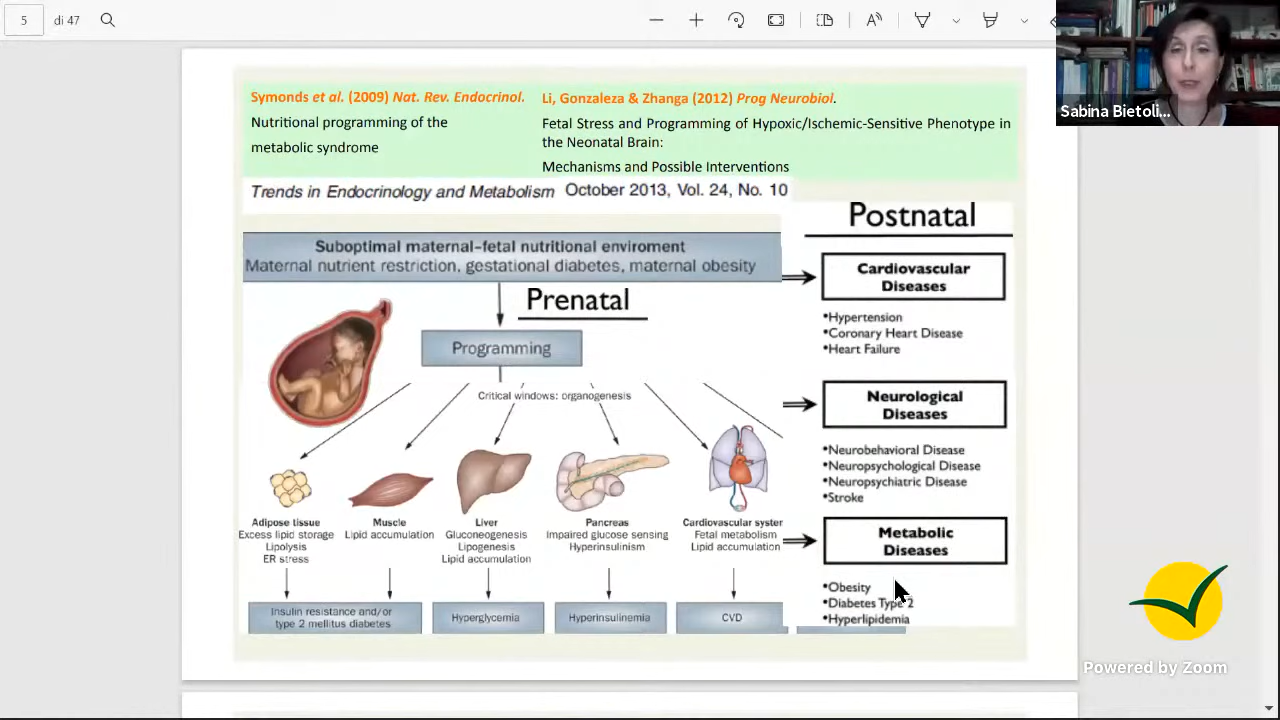 5
di 47
Sabina Bietoli...
Symonds et al. (2009) Nat. Rev. Endocrinol.
Nutritional programing of the
metabolic syndrome
Li, Gonzaleza & Zhanga (2012) Prog Neurobiol.
Fetal Stress and Programming of Hypoxic/Ischemic-Sensitive Phenotype in
the Neonatal Brain:
Mechanisms and Possible Interventions
Trends in Endocrinology and Metabolism October 2013, Vol. 24, No. 10
Suboptimal maternal-fetal nutritional enviroment
Maternal nutrient restriction, gestational diabetes, maternal obesity
Prenatal
Programming
Critical windows: organogenesis
Adipose tissue
Excess lipid storage
Lipolysis
ER stress
Muscle
Lipid accumulation
Liver
Gluconeogenesis
Lipogenesis
Lipid accumulation
Pancreas
Impaired glucose sensing
Hyperinsulinism
Cardiovascular syster
Fetal metabolism
Lipid accumulation
Insulin resistance and/or
type 2 mellitus diabetes
Hyperglycemia
Hyperinsulinemia
CVD
Postnatal
Cardiovascular
Diseases
•Hypertension
•Coronary Heart Disease
•Heart Failure
Neurological
Diseases
•Neurobehavioral Disease
•Neuropsychological Disease
•Neuropsychiatric Disease
•Stroke
Metabolic
Diseases
•Obesity
•Diabetes Type 2
•Hyperlipidemia
Powered by Zoom